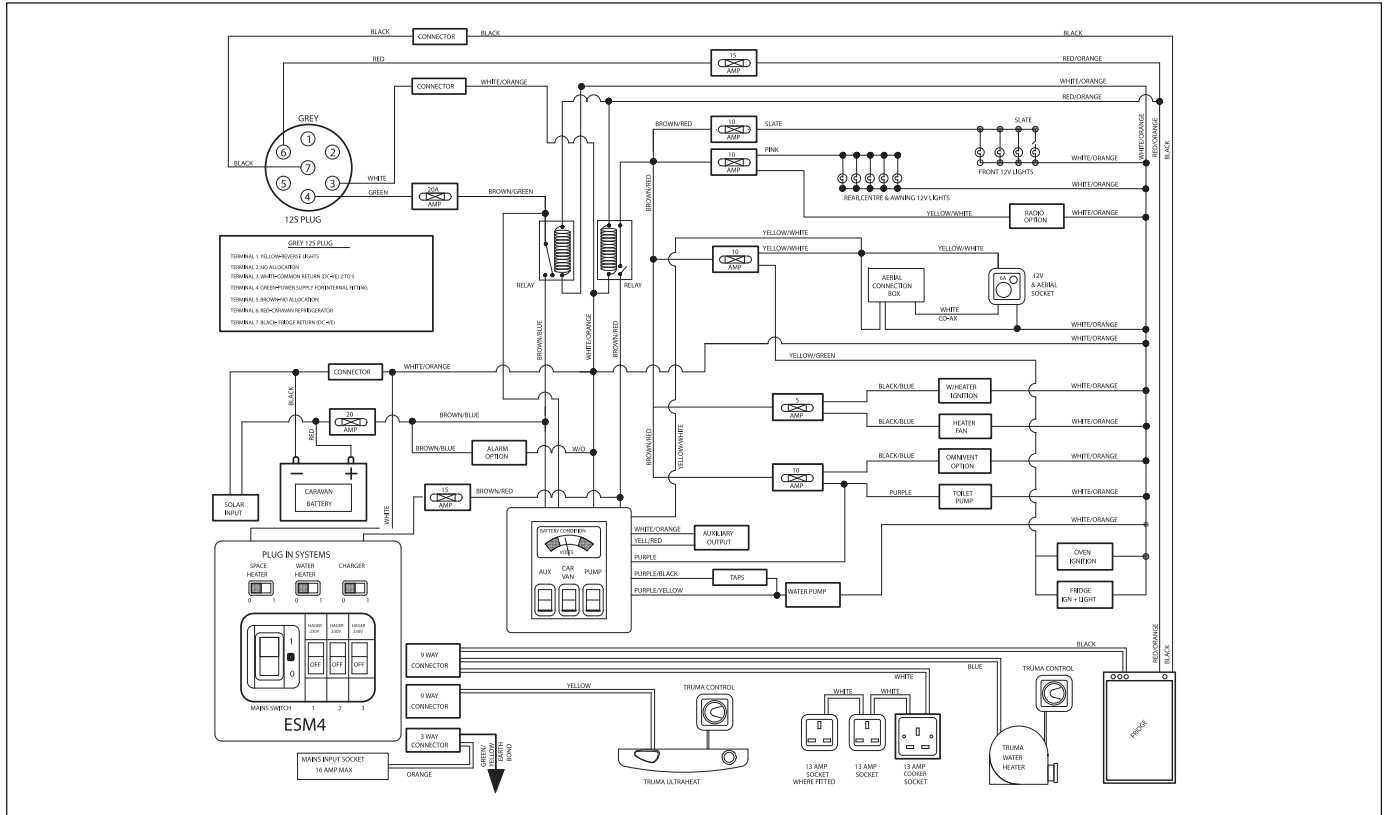 BLACK
CONNECTOR
BLACK
BLACK
RED
15
AMP
RED/ORANGE
CONNECTOR
WHITE/ORANGE
WHITE/ORANGE
RED/ORANGE
GREY
1
6
2
7
5
3
4
BLACK
WHITE
GREEN
20A
AMP
BROWN/GREEN
12S PLUG
BROWN/RED
10
AMP
SLATE
SLATE
FRONT 12V LIGHTS
WHITE/ORANGE
10
AMP
PINK
REAR,CENTRE & AWNING 12V LIGHTS
WHITE/ORANGE
WHITE/ORANGE
RED/ORANGE
BLACK
BROWN/RED
YELLOW/WHITE
RADIO
OPTION
WHITE/ORANGE
GREY 12S PLUG
TERMINAL 1. YELLOW-REVERSE LIGHTS
TERMINAL 2. NO ALLOCATION
TERMINAL 3. WHITE-COMMON RETURN (DC-VE) 2 TO 5
TERMINAL 4. GREEN-POWER SUPPLY FOR INTERNAL FITTING
TERMINAL 5. BROWN-NO ALLOCATION
TERMINAL 6. RED-CARAVAN REFRIDGERATOR
TERMINAL 7. BLACK- FRIDGE RETURN (DC -VE)
RELAY
RELAY
YELLOW/WHITE
10
AMP
YELLOW/WHITE
YELLOW/WHITE
AERIAL
CONNECTION
BOX
6A
12V
& AERIAL
SOCKET
WHITE
CO-AX
WHITE/ORANGE
BROWN/BLUE
WHITE/ORANGE
BROWN/RED
WHITE/ORANGE
YELLOW/GREEN
CONNECTOR
WHITE/ORANGE
BLACK
RED
20
AMP
BROWN/BLUE
BROWN/BLUE
ALARM
OPTION
W/O
5
AMP
BLACK/BLUE
W/HEATER
IGNITION
WHITE/ORANGE
BLACK/BLUE
HEATER
FAN
WHITE/ORANGE
BROWN/RED
YELLOW/WHITE
10
AMP
BLACK/BLUE
OMNIVENT
OPTION
WHITE/ORANGE
PURPLE
TOILET
PUMP
WHITE/ORANGE
WHITE/ORANGE
CARAVAN
BATTERY
SOLAR
INPUT
WHITE
15
AMP
BROWN/RED
BATTERY CONDITION
VOLTS
AUX
CAR
VAN
PUMP
WHITE/ORANGE
YELL/RED
AUXILIARY
OUTPUT
PURPLE
PURPLE/BLACK
TAPS
PURPLE/YELLOW
WATER PUMP
OVEN
IGNITION
FRIDGE
IGN + LIGHT
PLUG IN SYSTEMS
SPACE
HEATER
WATER
HEATER
CHARGER
0 1
0 1
0 1
HAGER
230V
HAGER
230V
HAGER
230V
1
0
OFF
OFF
OFF
MAINS SWITCH
1
2
3
ESM4
9 WAY
CONNECTOR
9 WAY
CONNECTOR
3 WAY
CONNECTOR
MAINS INPUT SOCKET
16 AMP MAX
ORANGE
GREEN/
YELLOW
EARTH
BOND
YELLOW
TRUMA CONTROL
TRUMA ULTRAHEAT
BLACK
BLUE
WHITE
WHITE
WHITE
13 AMP
SOCKET
WHERE FITTED
13 AMP
SOCKET
13 AMP
COOKER
SOCKET
TRUMA CONTROL
TRUMA
WATER
HEATER
RED/ORANGE
BLACK
FRIDGE